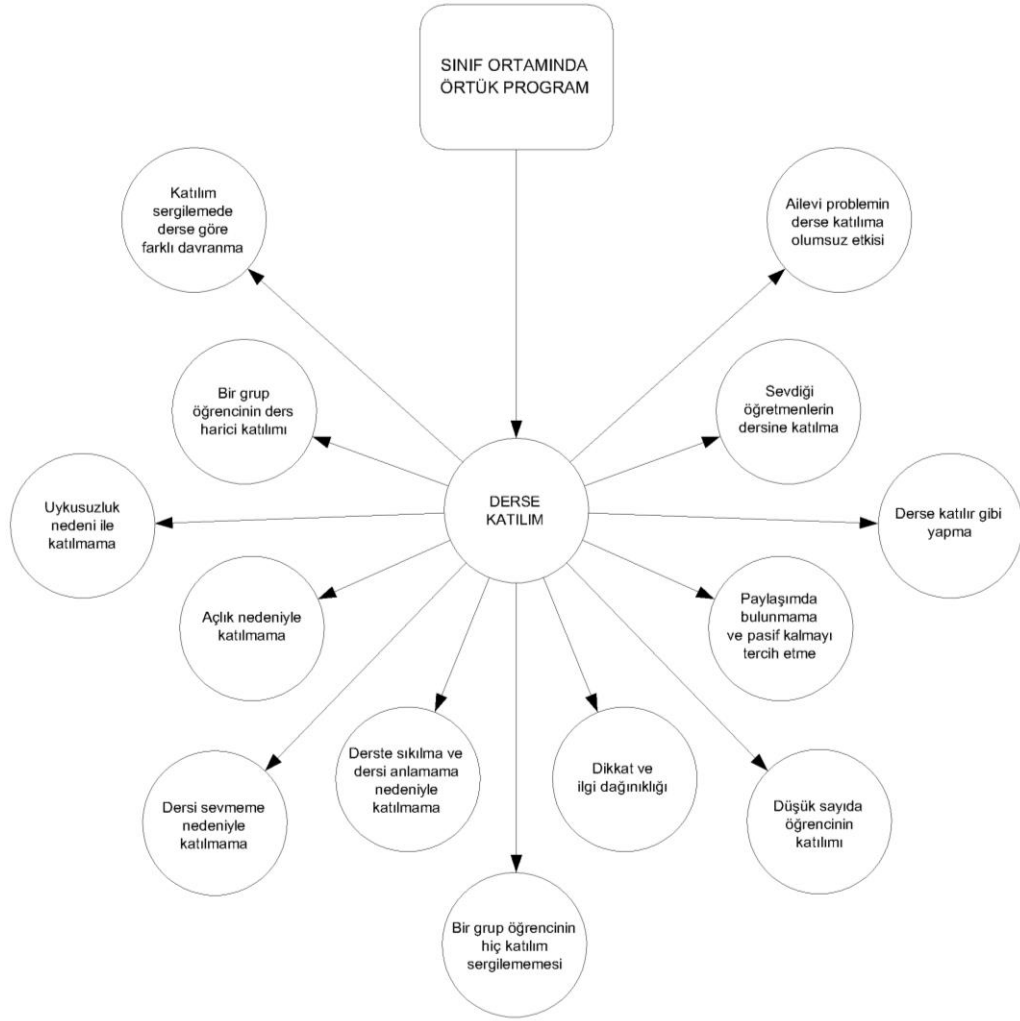 SINIF ORTAMINDA
ÖRTÜK PROGRAM
Katılım
sergilemede
derse göre
farklı davranma
Ailevi problemin
derse katılıma
olumsuz etkisi
Bir grup
öğrencinin ders
harici katılımı
Sevdiği
öğretmenlerin
dersine katılma
Uykusuzluk
nedeni ile
katılmama
DERSE
KATILIM
Derse katılır gibi
yapma
Açlık nedeniyle
katılmama
Paylaşımda
bulunmama
ve pasif kalmayı
tercih etme
Dersi sevmeme
nedeniyle
katılmama
Derste sıkılma ve
dersi anlamama
nedeniyle
katılmama
Dikkat ve
ilgi dağınıklığı
Düşük sayıda
öğrencinin
katılımı
Bir grup öğrencinin
hiç katılım
sergilememesi